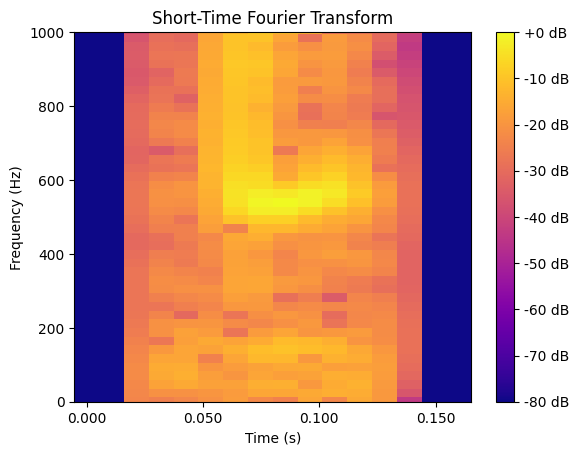 Short-Time Fourier Transform
1000
800
600
400
200
0
Frequency (Hz)
0.000
0.050
0.100
0.150
Time (s)
+0 dB
-10 dB
-20 dB
-30 dB
-40 dB
-50 dB
-60 dB
-70 dB
-80 dB